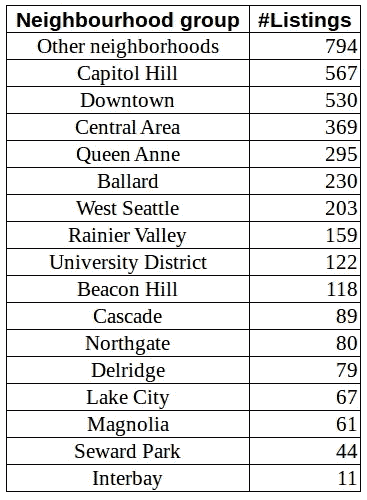 Neighbourhood group #Listings
Other neighborhoods 794
Capitol Hill 567
Downtown 530
Central Area 369
Queen Anne 295
Ballard 230
West Seattle 203
Rainier Valley 159
University District 122
Beacon Hill 118
Cascade 89
Northgate 80
Delridge 79
Lake City 67
Magnolia 61
Seward Park 44
Interbay 11